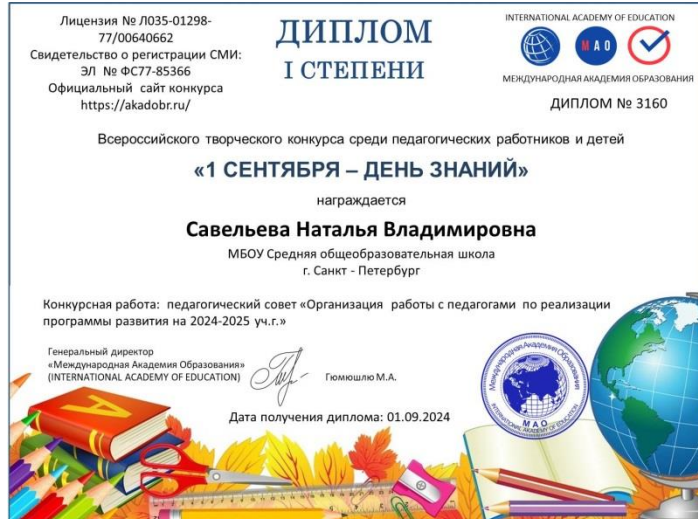 Лицензия № Л035-01298-
77/00640662
Свидетельство о регистрации СМИ:
ЭЛ № ФС77-85366
Официальный сайт конкурса
https://akadobr.ru/
ДИПЛОМ
I СТЕПЕНИ
INTERNATIONAL ACADEMY OF EDUCATION
МАО
МЕЖДУНАРОДНАЯ АКАДЕМИЯ ОБРАЗОВАНИЯ
ДИПЛОМ № 3160
Всероссийского творческого конкурса среди педагогических работников и детей
«1 СЕНТЯБРЯ – ДЕНЬ ЗНАНИЙ»
награждается
Савельева Наталья Владимировна
МБОУ Средняя общеобразовательная школа
г. Санкт - Петербург
Конкурсная работа: педагогический совет «Организация работы с педагогами по реализации
программы развития на 2024-2025 уч.г.»
Генеральный директор
«Международная Академия Образования»
(INTERNATIONAL ACADEMY OF EDUCATION)
Гюмюшлю М.А.
Международная Академия Образования
МАО
INTERNATIONAL ACADEMY OF EDUCATION
Дата получения диплома: 01.09.2024
А